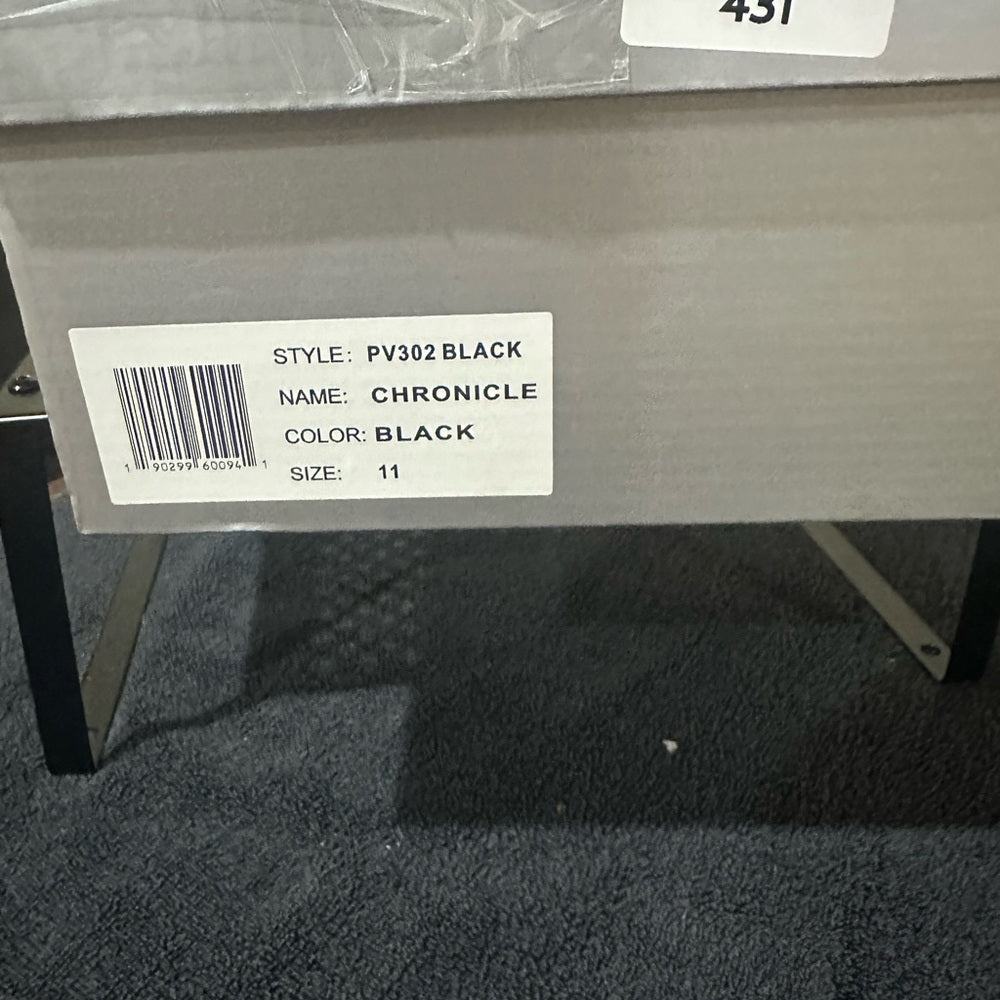 431
STYLE: PV302 BLACK
NAME: CHRONICLE
COLOR: BLACK
SIZE: 11
1 90299 60094 1